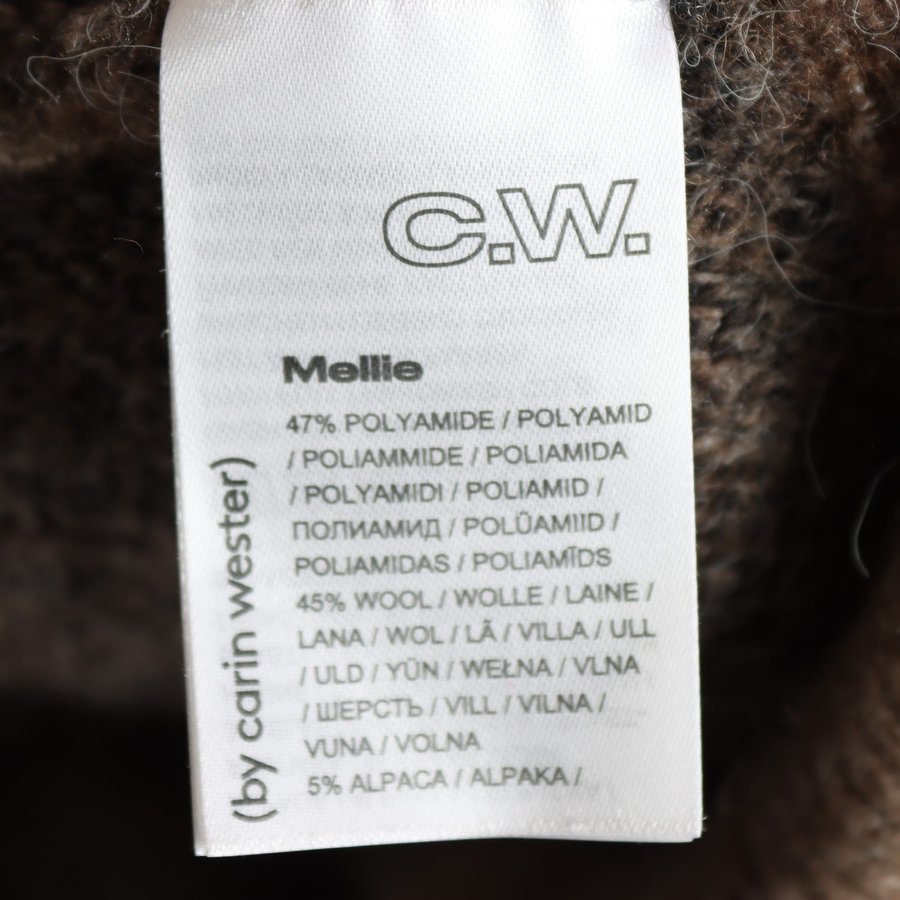 C.W.
Mellie
47% POLYAMIDE / POLYAMID
/ POLIAMMIDE / POLIAMIDA
/ POLYAMIDI / POLIAMID /
ПОЛИАМИД / POLÜAMIID /
POLIAMIDAS / POLIAMĪDS
45% WOOL / WOLLE / LAINE /
LANA / WOL / LÃ / VILLA / ULL
/ ULD / YÜN / WEŁNA / VLNA
/ ШЕРСТЬ / VILL / VILNA /
VUNA / VOLNA
5% ALPACA / ALPAKA /
(by carin wester)